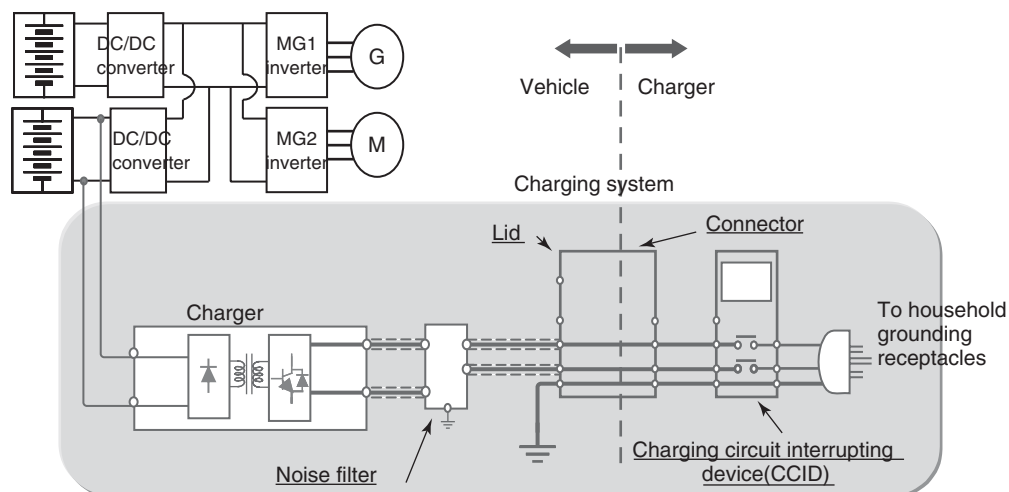 DC/DC
converter
MG1
inverter
G
DC/DC
converter
MG2
inverter
M
Vehicle
Charger
Charging system
Lid
Connector
Charger
To household
grounding
receptacles
Noise filter
Charging circuit interrupting
device(CCID)